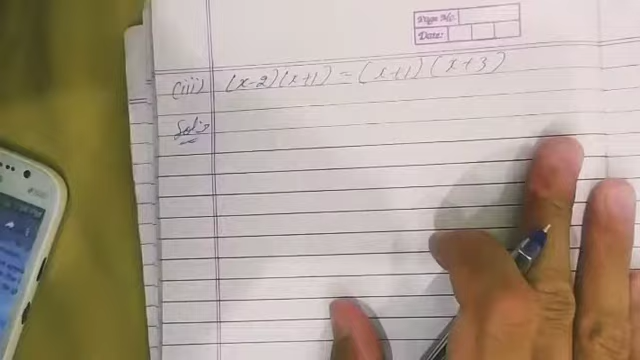 Page No:
Date:
(iii) (x-2)(x+1) = (x+1) (x+3)
Sol: